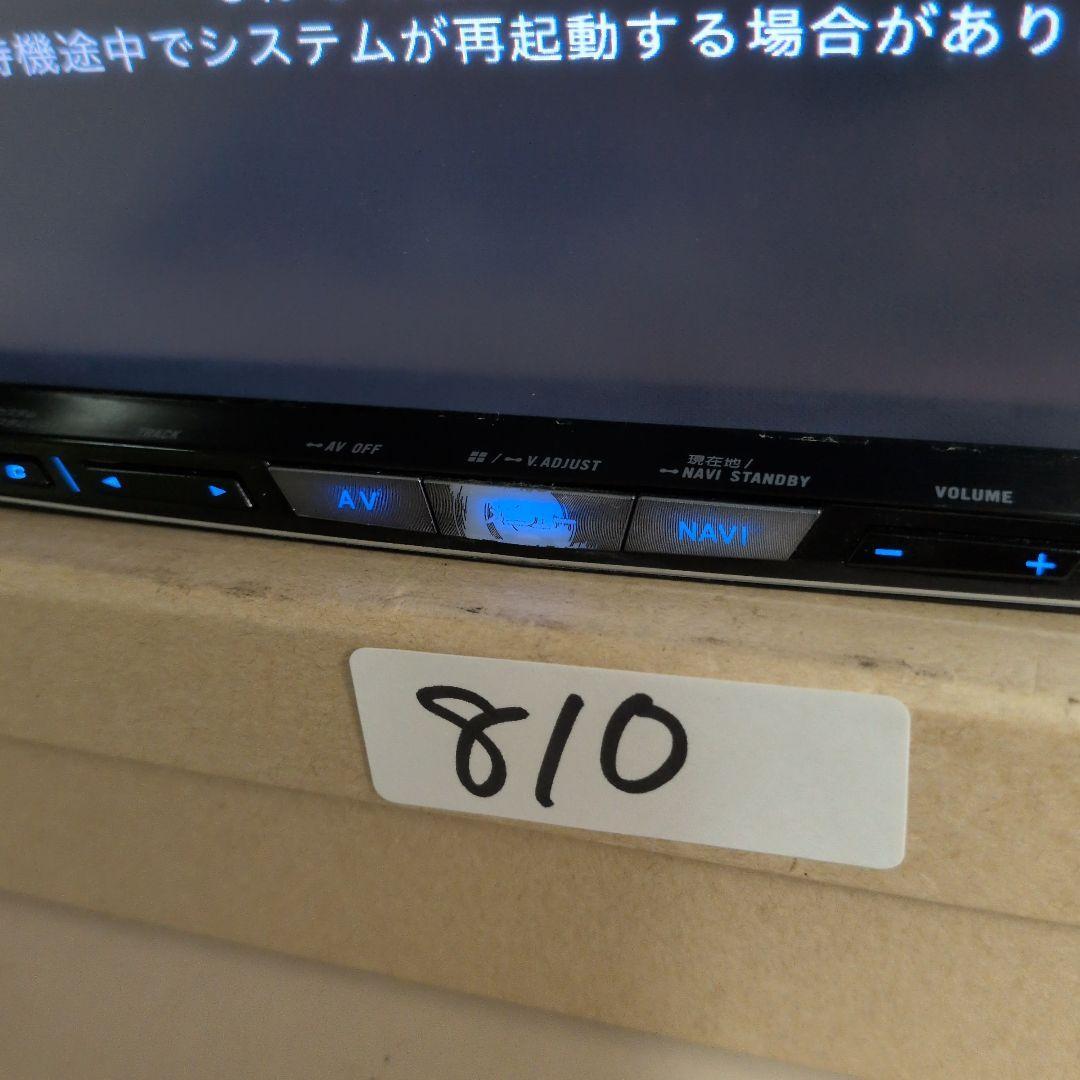 待機途中でシステムが再起動する場合があり
TRACK
AV OFF
/ V.ADJUST
現在地/
NAVI STANDBY
VOLUME
AV
NAVI
- +
810